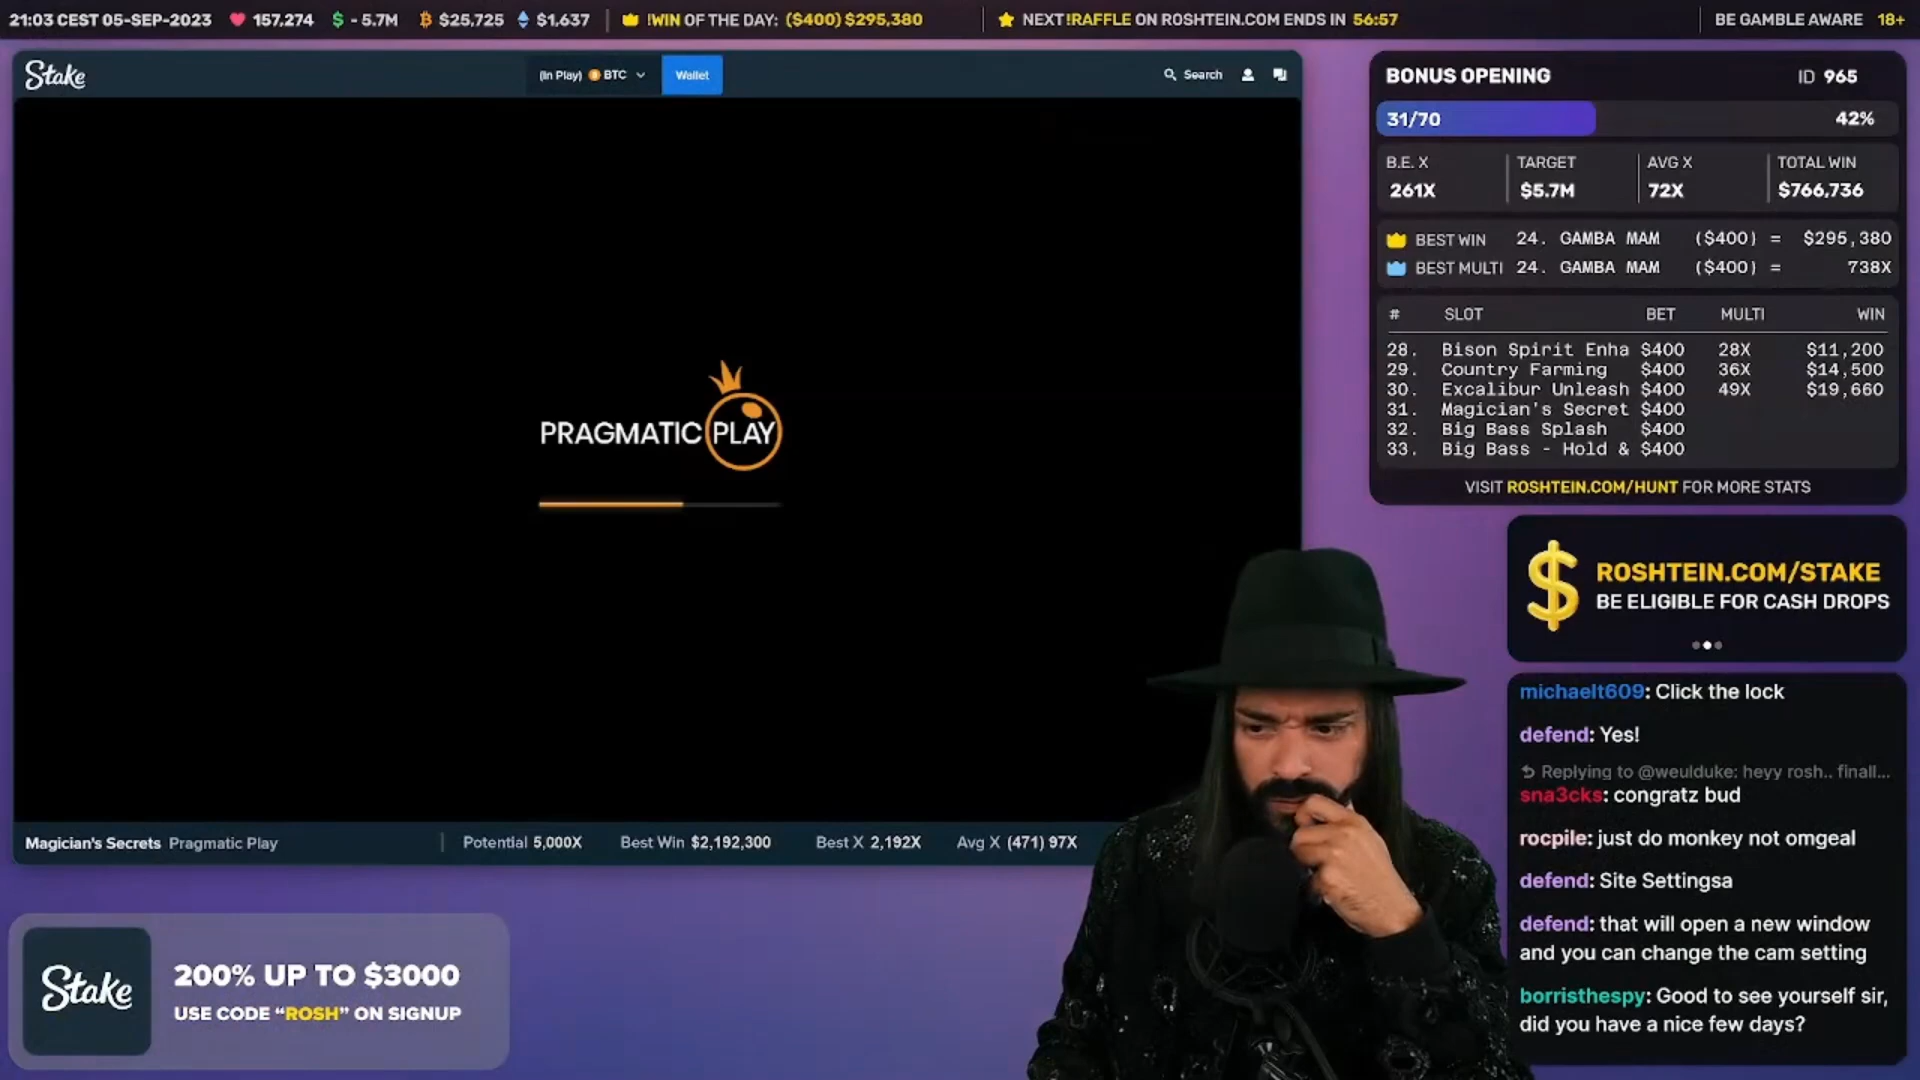 21:03 CEST 05-SEP-2023 157,274 $ - 5.7M $25,725 $1,637 !WIN OF THE DAY: ($400) $295,380 NEXT !RAFFLE ON ROSHTEIN.COM ENDS IN 56:57 BE GAMBLE AWARE 18+
Stake (In Play) BTC Wallet Search
PRAGMATIC PLAY
Magician's Secrets Pragmatic Play Potential 5,000X Best Win $2,192,300 Best X 2,192X Avg X (471) 97X
Stake
200% UP TO $3000
USE CODE “ROSH” ON SIGNUP
BONUS OPENING ID 965
31/70 42%
B.E. X TARGET AVG X TOTAL WIN
261X $5.7M 72X $766,736
BEST WIN 24. GAMBA MAM ($400) = $295,380
BEST MULTI 24. GAMBA MAM ($400) = 738X
# SLOT BET MULTI WIN
28. Bison Spirit Enha $400 28X $11,200
29. Country Farming $400 36X $14,500
30. Excalibur Unleash $400 49X $19,660
31. Magician's Secret $400
32. Big Bass Splash $400
33. Big Bass - Hold & $400
VISIT ROSHTEIN.COM/HUNT FOR MORE STATS
$ ROSHTEIN.COM/STAKE
BE ELIGIBLE FOR CASH DROPS
michaelt609: Click the lock
defend: Yes!
Replying to @weulduke: heyy rosh.. finall...
sna3cks: congratz bud
rocpile: just do monkey not omgeal
defend: Site Settingsa
defend: that will open a new window
and you can change the cam setting
borristhespy: Good to see yourself sir,
did you have a nice few days?